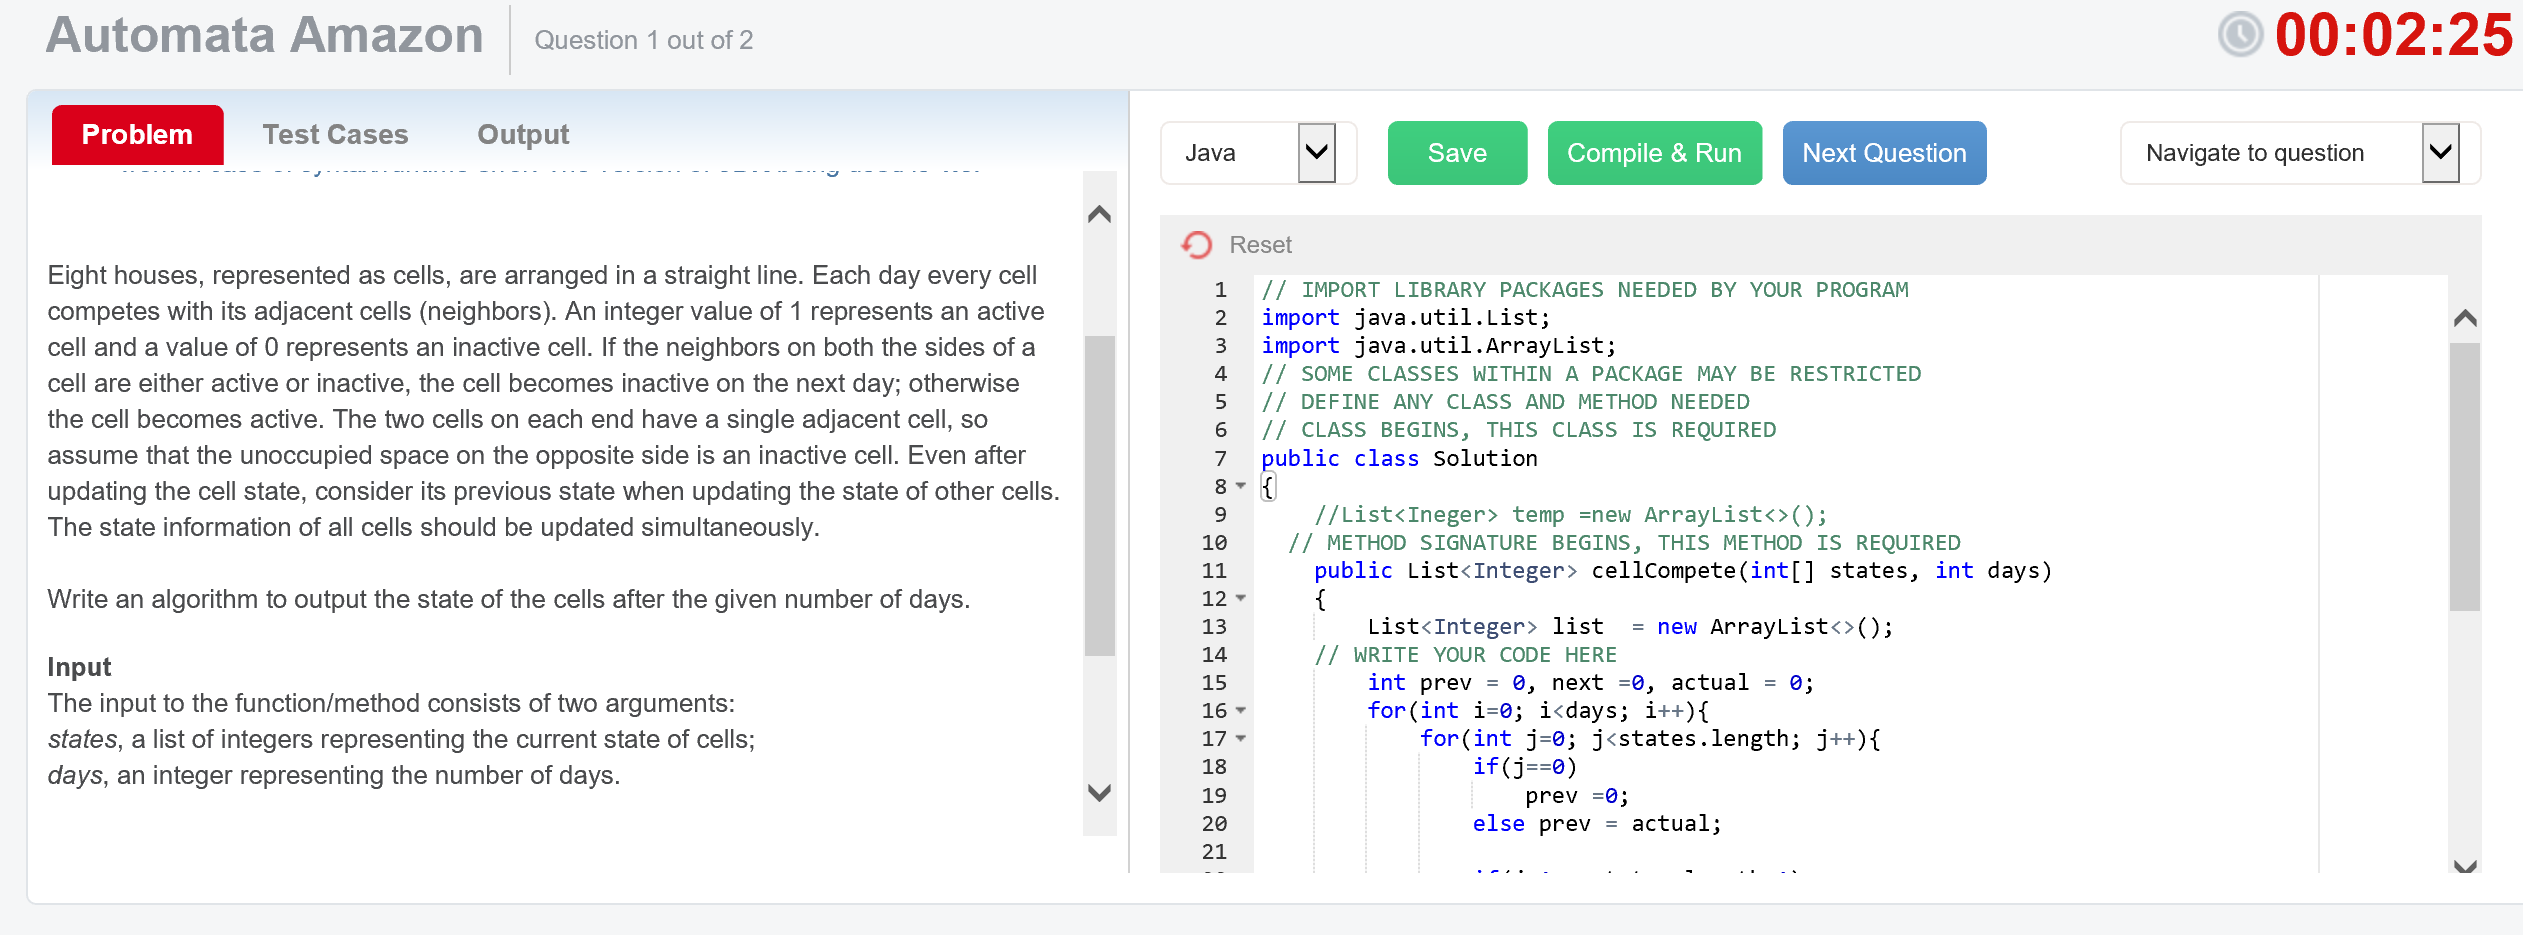 Automata Amazon
Question 1 out of 2
00:02:25
Problem
Test Cases
Output
Eight houses, represented as cells, are arranged in a straight line. Each day every cell
competes with its adjacent cells (neighbors). An integer value of 1 represents an active
cell and a value of 0 represents an inactive cell. If the neighbors on both the sides of a
cell are either active or inactive, the cell becomes inactive on the next day; otherwise
the cell becomes active. The two cells on each end have a single adjacent cell, so
assume that the unoccupied space on the opposite side is an inactive cell. Even after
updating the cell state, consider its previous state when updating the state of other cells.
The state information of all cells should be updated simultaneously.
Write an algorithm to output the state of the cells after the given number of days.
Input
The input to the function/method consists of two arguments:
states, a list of integers representing the current state of cells;
days, an integer representing the number of days.
Java
Save
Compile & Run
Next Question
Navigate to question
Reset
1 // IMPORT LIBRARY PACKAGES NEEDED BY YOUR PROGRAM
2 import java.util.List;
3 import java.util.ArrayList;
4 // SOME CLASSES WITHIN A PACKAGE MAY BE RESTRICTED
5 // DEFINE ANY CLASS AND METHOD NEEDED
6 // CLASS BEGINS, THIS CLASS IS REQUIRED
7 public class Solution
8 {
9 //List<Ineger> temp =new ArrayList<>();
10 // METHOD SIGNATURE BEGINS, THIS METHOD IS REQUIRED
11 public List<Integer> cellCompete(int[] states, int days)
12 {
13 List<Integer> list  = new ArrayList<>();
14 // WRITE YOUR CODE HERE
15 int prev = 0, next =0, actual = 0;
16 for(int i=0; i<days; i++){
17 for(int j=0; j<states.length; j++){
18 if(j==0)
19 prev =0;
20 else prev = actual;
21